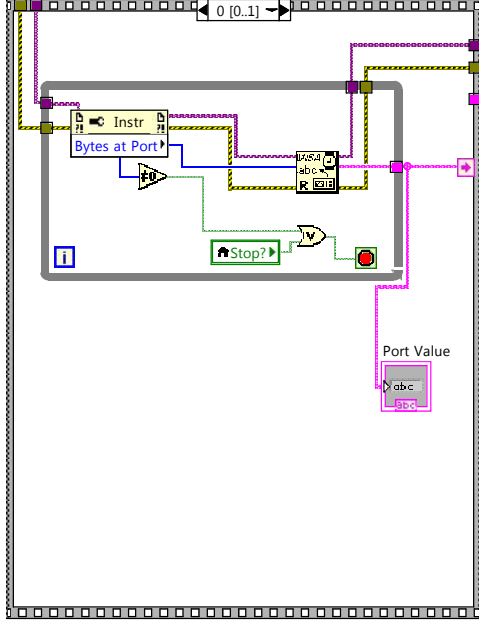 0 [0..1]
Instr
Bytes at Port
VISA
abc
R
≠0
V
Stop?
i
Port Value
abc
abc